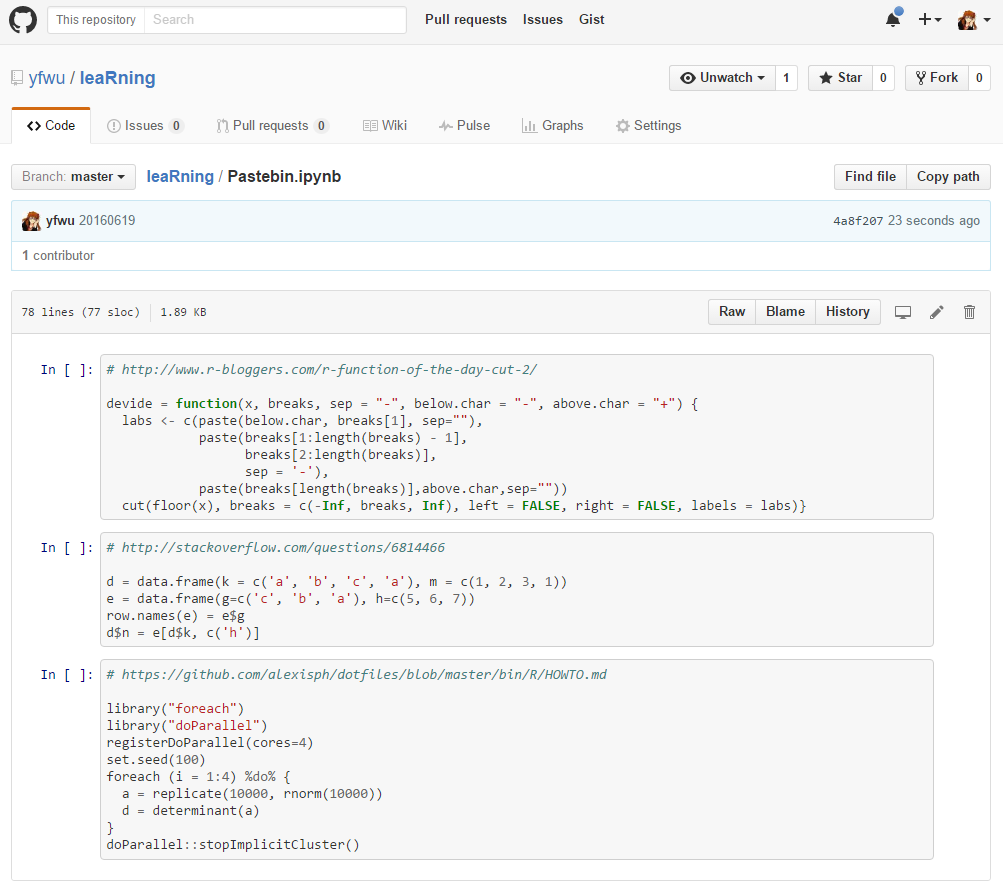 This repository Search Pull requests Issues Gist
yfwu / leaRning Unwatch 1 Star 0 Fork 0
Code Issues 0 Pull requests 0 Wiki Pulse Graphs Settings
Branch: master leaRning / Pastebin.ipynb Find file Copy path
yfwu 20160619 4a8f207 23 seconds ago
1 contributor
78 lines (77 sloc) 1.89 KB Raw Blame History
In [ ]: # http://www.r-bloggers.com/r-function-of-the-day-cut-2/
devide = function(x, breaks, sep = "-", below.char = "-", above.char = "+") {
  labs <- c(paste(below.char, breaks[1], sep=""),
            paste(breaks[1:length(breaks) - 1],
                  breaks[2:length(breaks)],
                  sep = '-'),
            paste(breaks[length(breaks)],above.char,sep=""))
  cut(floor(x), breaks = c(-Inf, breaks, Inf), left = FALSE, right = FALSE, labels = labs)}
In [ ]: # http://stackoverflow.com/questions/6814466
d = data.frame(k = c('a', 'b', 'c', 'a'), m = c(1, 2, 3, 1))
e = data.frame(g=c('c', 'b', 'a'), h=c(5, 6, 7))
row.names(e) = e$g
d$n = e[d$k, c('h')]
In [ ]: # https://github.com/alexisph/dotfiles/blob/master/bin/R/HOWTO.md
library("foreach")
library("doParallel")
registerDoParallel(cores=4)
set.seed(100)
foreach (i = 1:4) %do% {
  a = replicate(10000, rnorm(10000))
  d = determinant(a)
}
doParallel::stopImplicitCluster()